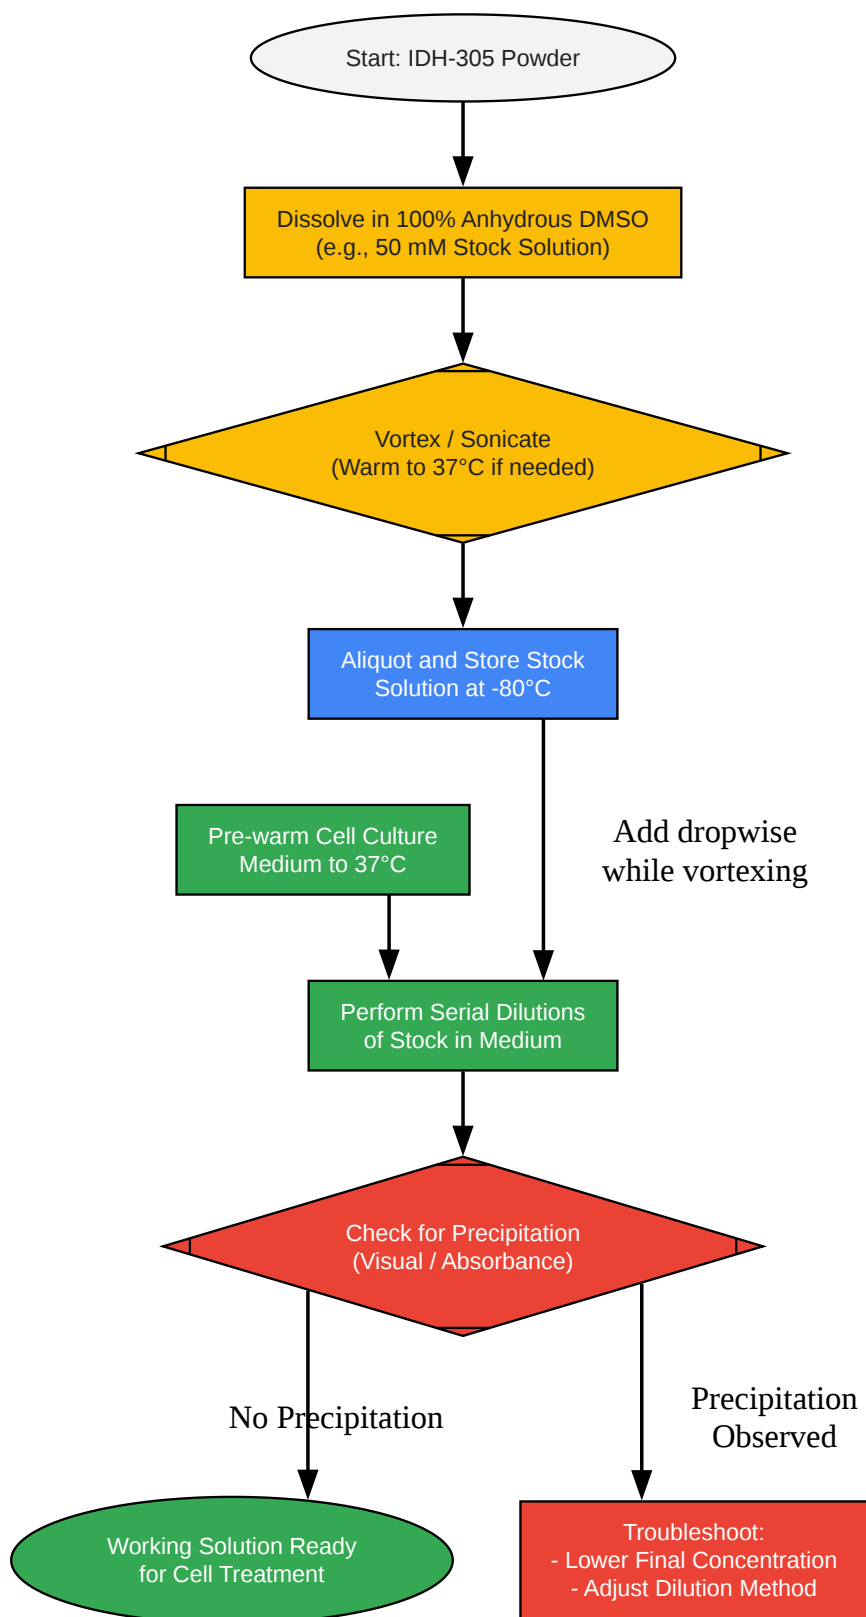 Start: IDH-305 Powder
Dissolve in 100% Anhydrous DMSO
(e.g., 50 mM Stock Solution)
Vortex / Sonicate
(Warm to 37°C if needed)
Aliquot and Store Stock
Solution at -80°C
Pre-warm Cell Culture
Medium to 37°C
Add dropwise
while vortexing
Perform Serial Dilutions
of Stock in Medium
Check for Precipitation
(Visual / Absorbance)
No Precipitation
Precipitation
Observed
Working Solution Ready
for Cell Treatment
Troubleshoot:
- Lower Final Concentration
- Adjust Dilution Method